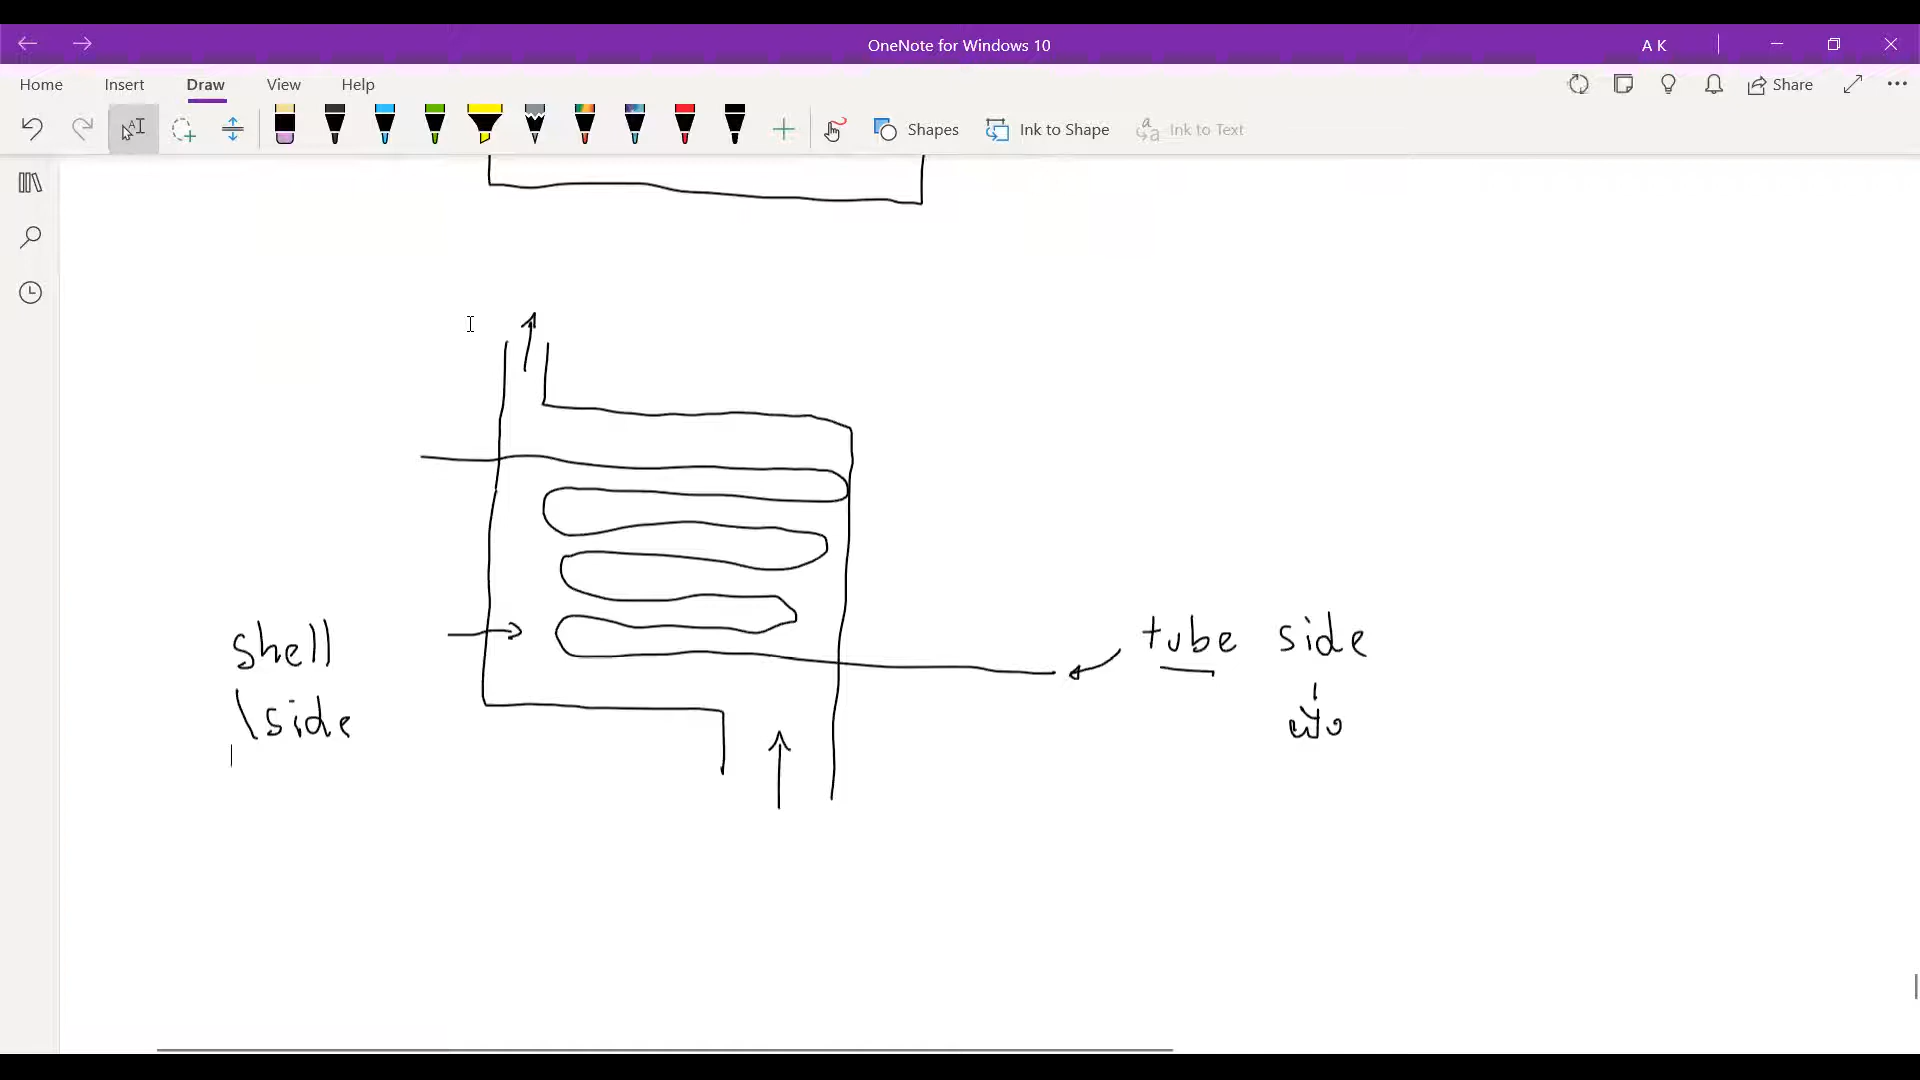 OneNote for Windows 10
A K
Home Insert Draw View Help
Share
Shapes Ink to Shape Ink to Text
shell
side
tube side